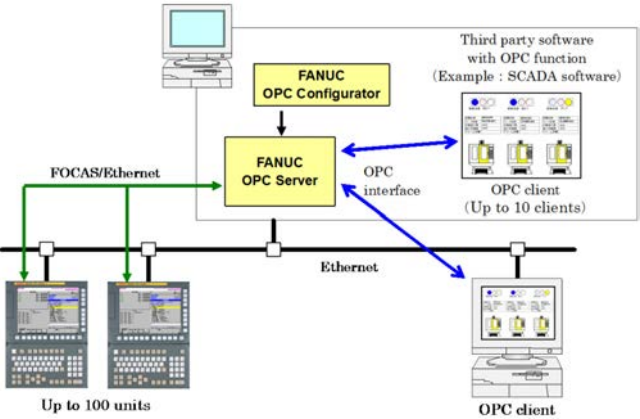 Third party software
with OPC function
(Example : SCADA software)
FANUC
OPC Configurator
FANUC
OPC Server
FOCAS/Ethernet
OPC
interface
OPC client
(Up to 10 clients)
Ethernet
Up to 100 units
OPC client